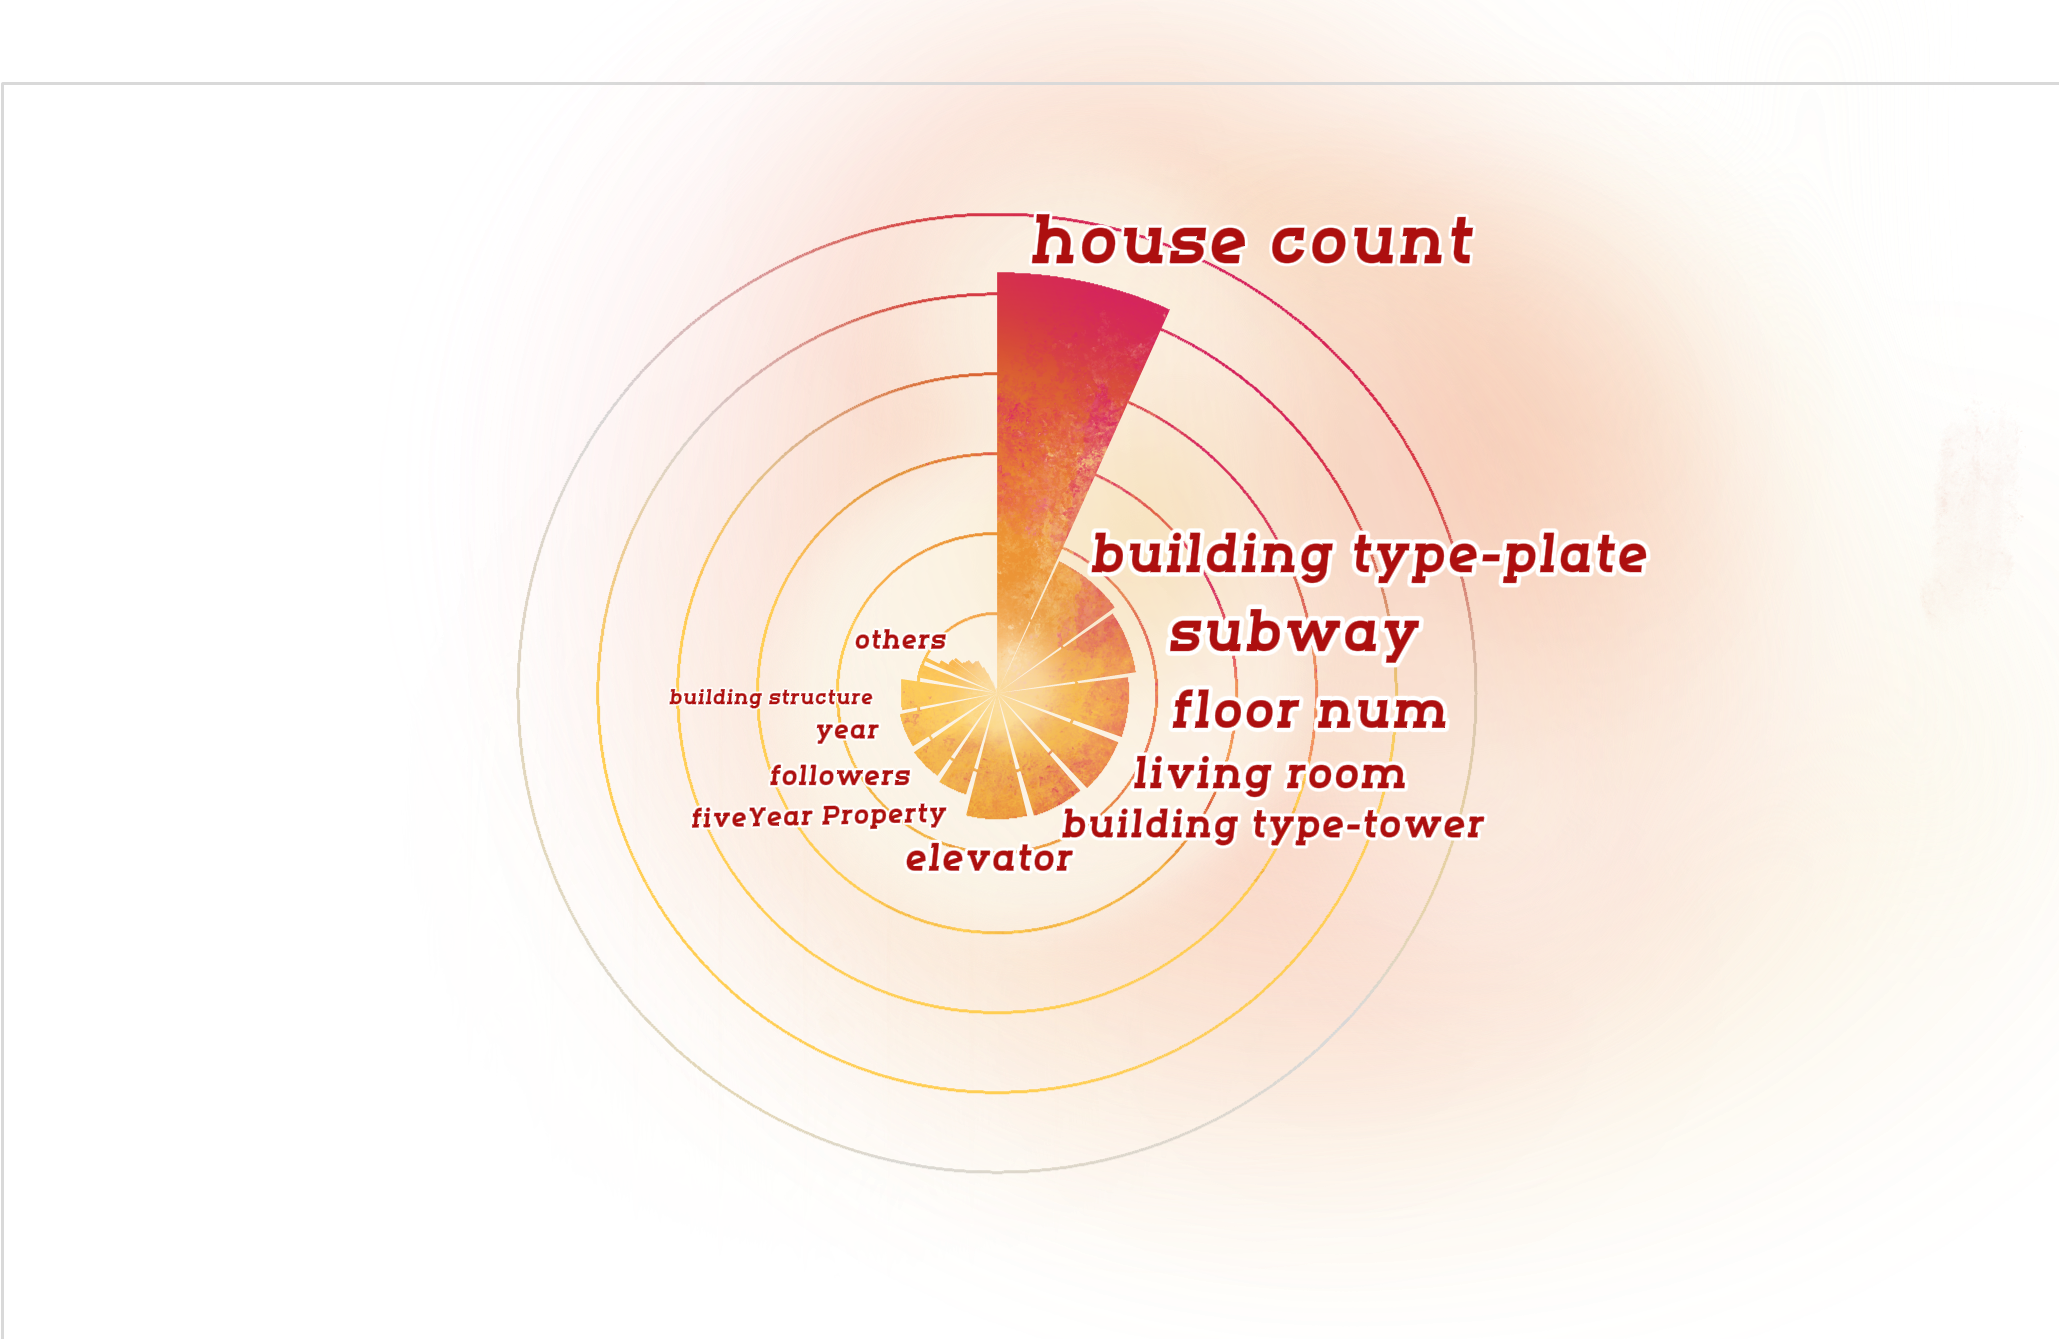 house count
building type-plate
subway
floor num
living room
building type-tower
elevator
fiveYear Property
followers
year
building structure
others